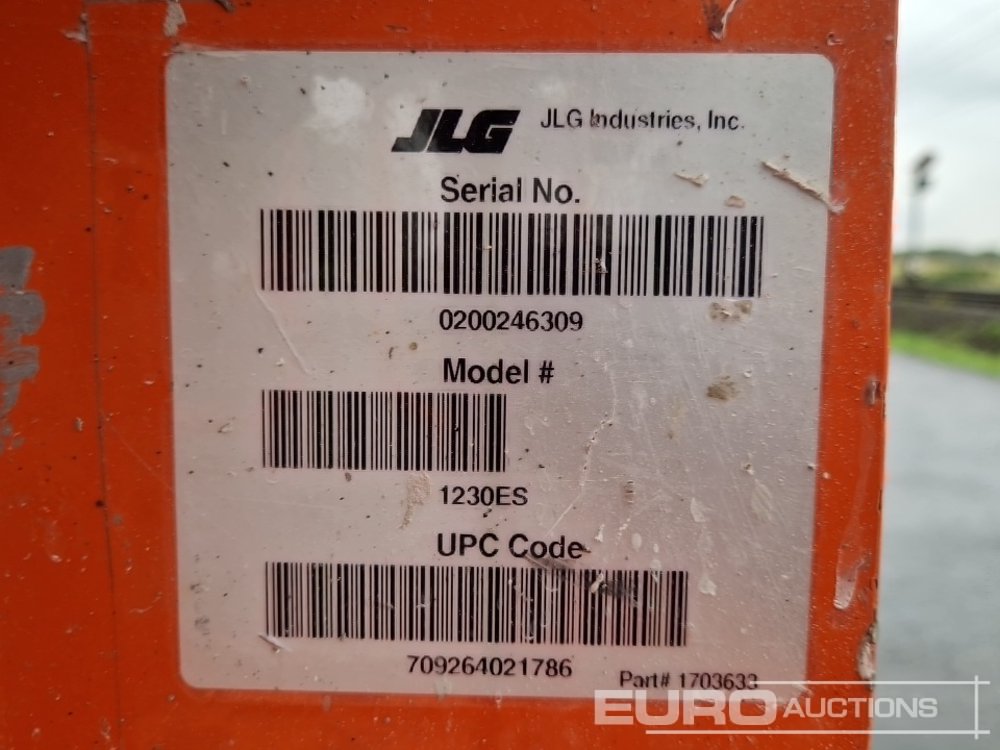 JLG JLG Industries, Inc.
Serial No.
0200246309
Model #
1230ES
UPC Code
709264021786
Part# 1703633
EURO AUCTIONS